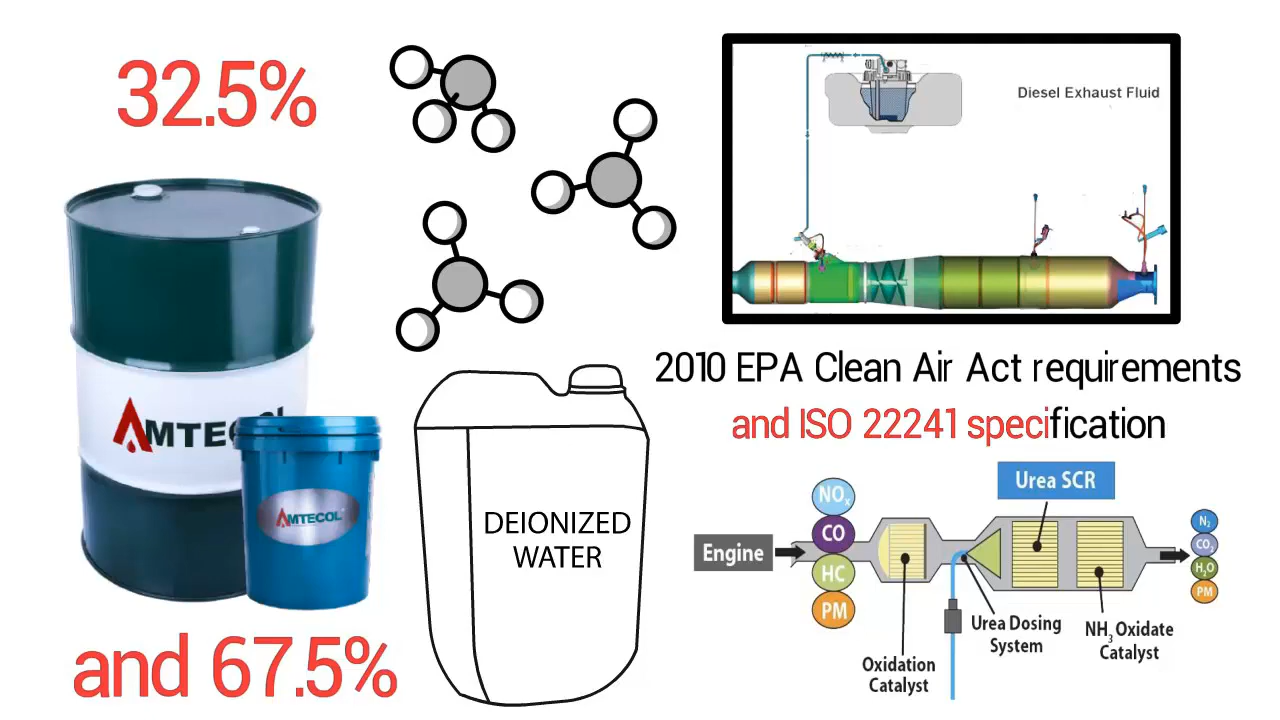 32.5%
AMTECOL
AMTECOL
and 67.5%
DEIONIZED
WATER
Diesel Exhaust Fluid
2010 EPA Clean Air Act requirements
and ISO 22241 specification
Urea SCR
Engine
NOx
CO
HC
PM
N2
CO2
H2O
PM
Urea Dosing
System
NH3 Oxidate
Catalyst
Oxidation
Catalyst